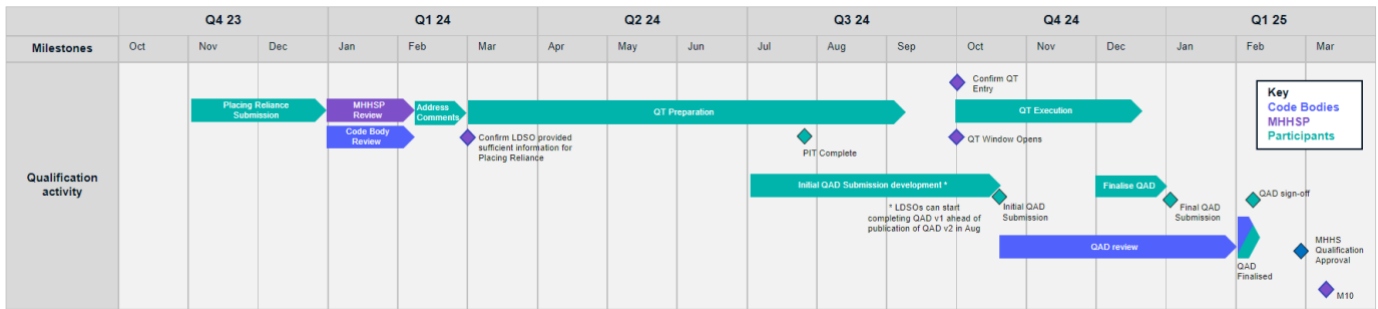 Q4 23
Q1 24
Q2 24
Q3 24
Q4 24
Q1 25
Milestones
Oct
Nov
Dec
Jan
Feb
Mar
Apr
May
Jun
Jul
Aug
Sep
Oct
Nov
Dec
Jan
Feb
Mar
Qualification
activity
Placing Reliance
Submission
MHHSP
Review
Address
Comments
Code Body
Review
Confirm LDSO provided
sufficient information for
Placing Reliance
QT Preparation
PIT Complete
Confirm QT
Entry
QT Execution
QT Window Opens
Initial QAD Submission development *
* LDSOs can start
completing QAD v1 ahead of
publication of QAD v2 in Aug
Initial QAD
Submission
Finalise QAD
Final QAD
Submission
QAD review
QAD sign-off
QAD
Finalised
MHHS
Qualification
Approval
M10
Key
Code Bodies
MHHSP
Participants